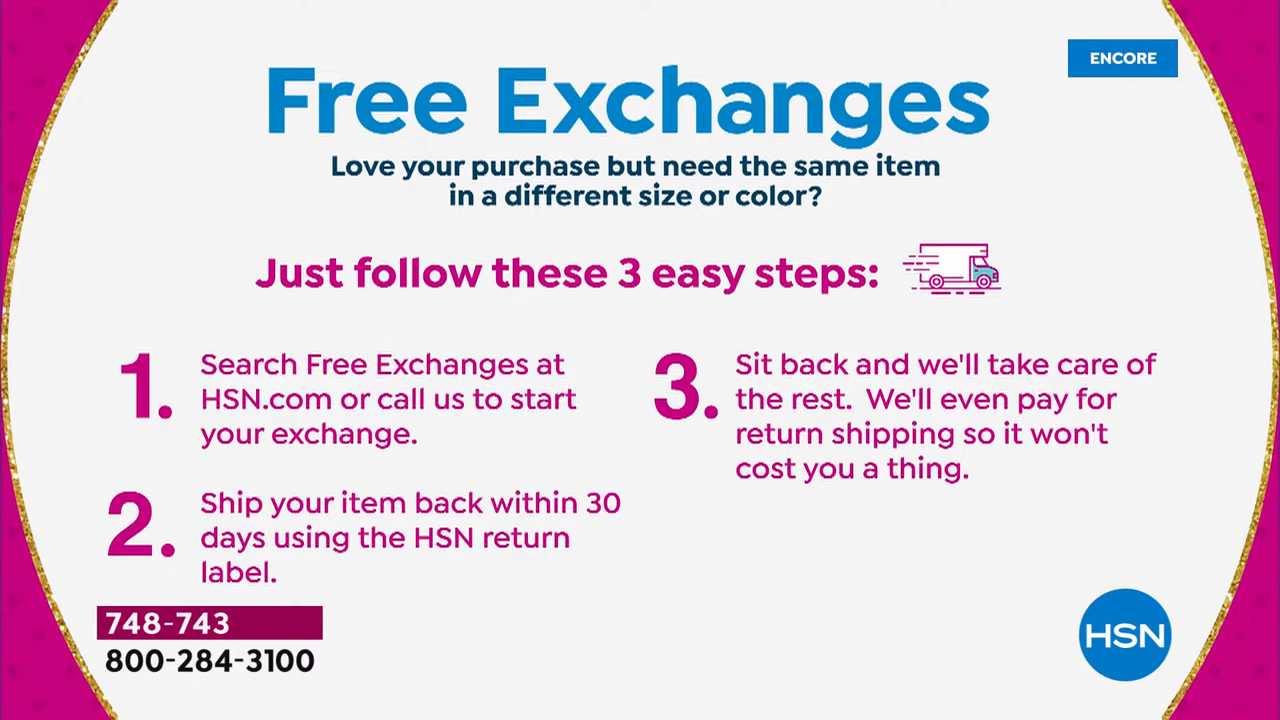 ENCORE
Free Exchanges
Love your purchase but need the same item
in a different size or color?
Just follow these 3 easy steps:
1. Search Free Exchanges at
HSN.com or call us to start
your exchange.
2. Ship your item back within 30
days using the HSN return
label.
3. Sit back and we'll take care of
the rest. We'll even pay for
return shipping so it won't
cost you a thing.
748-743
800-284-3100
HSN